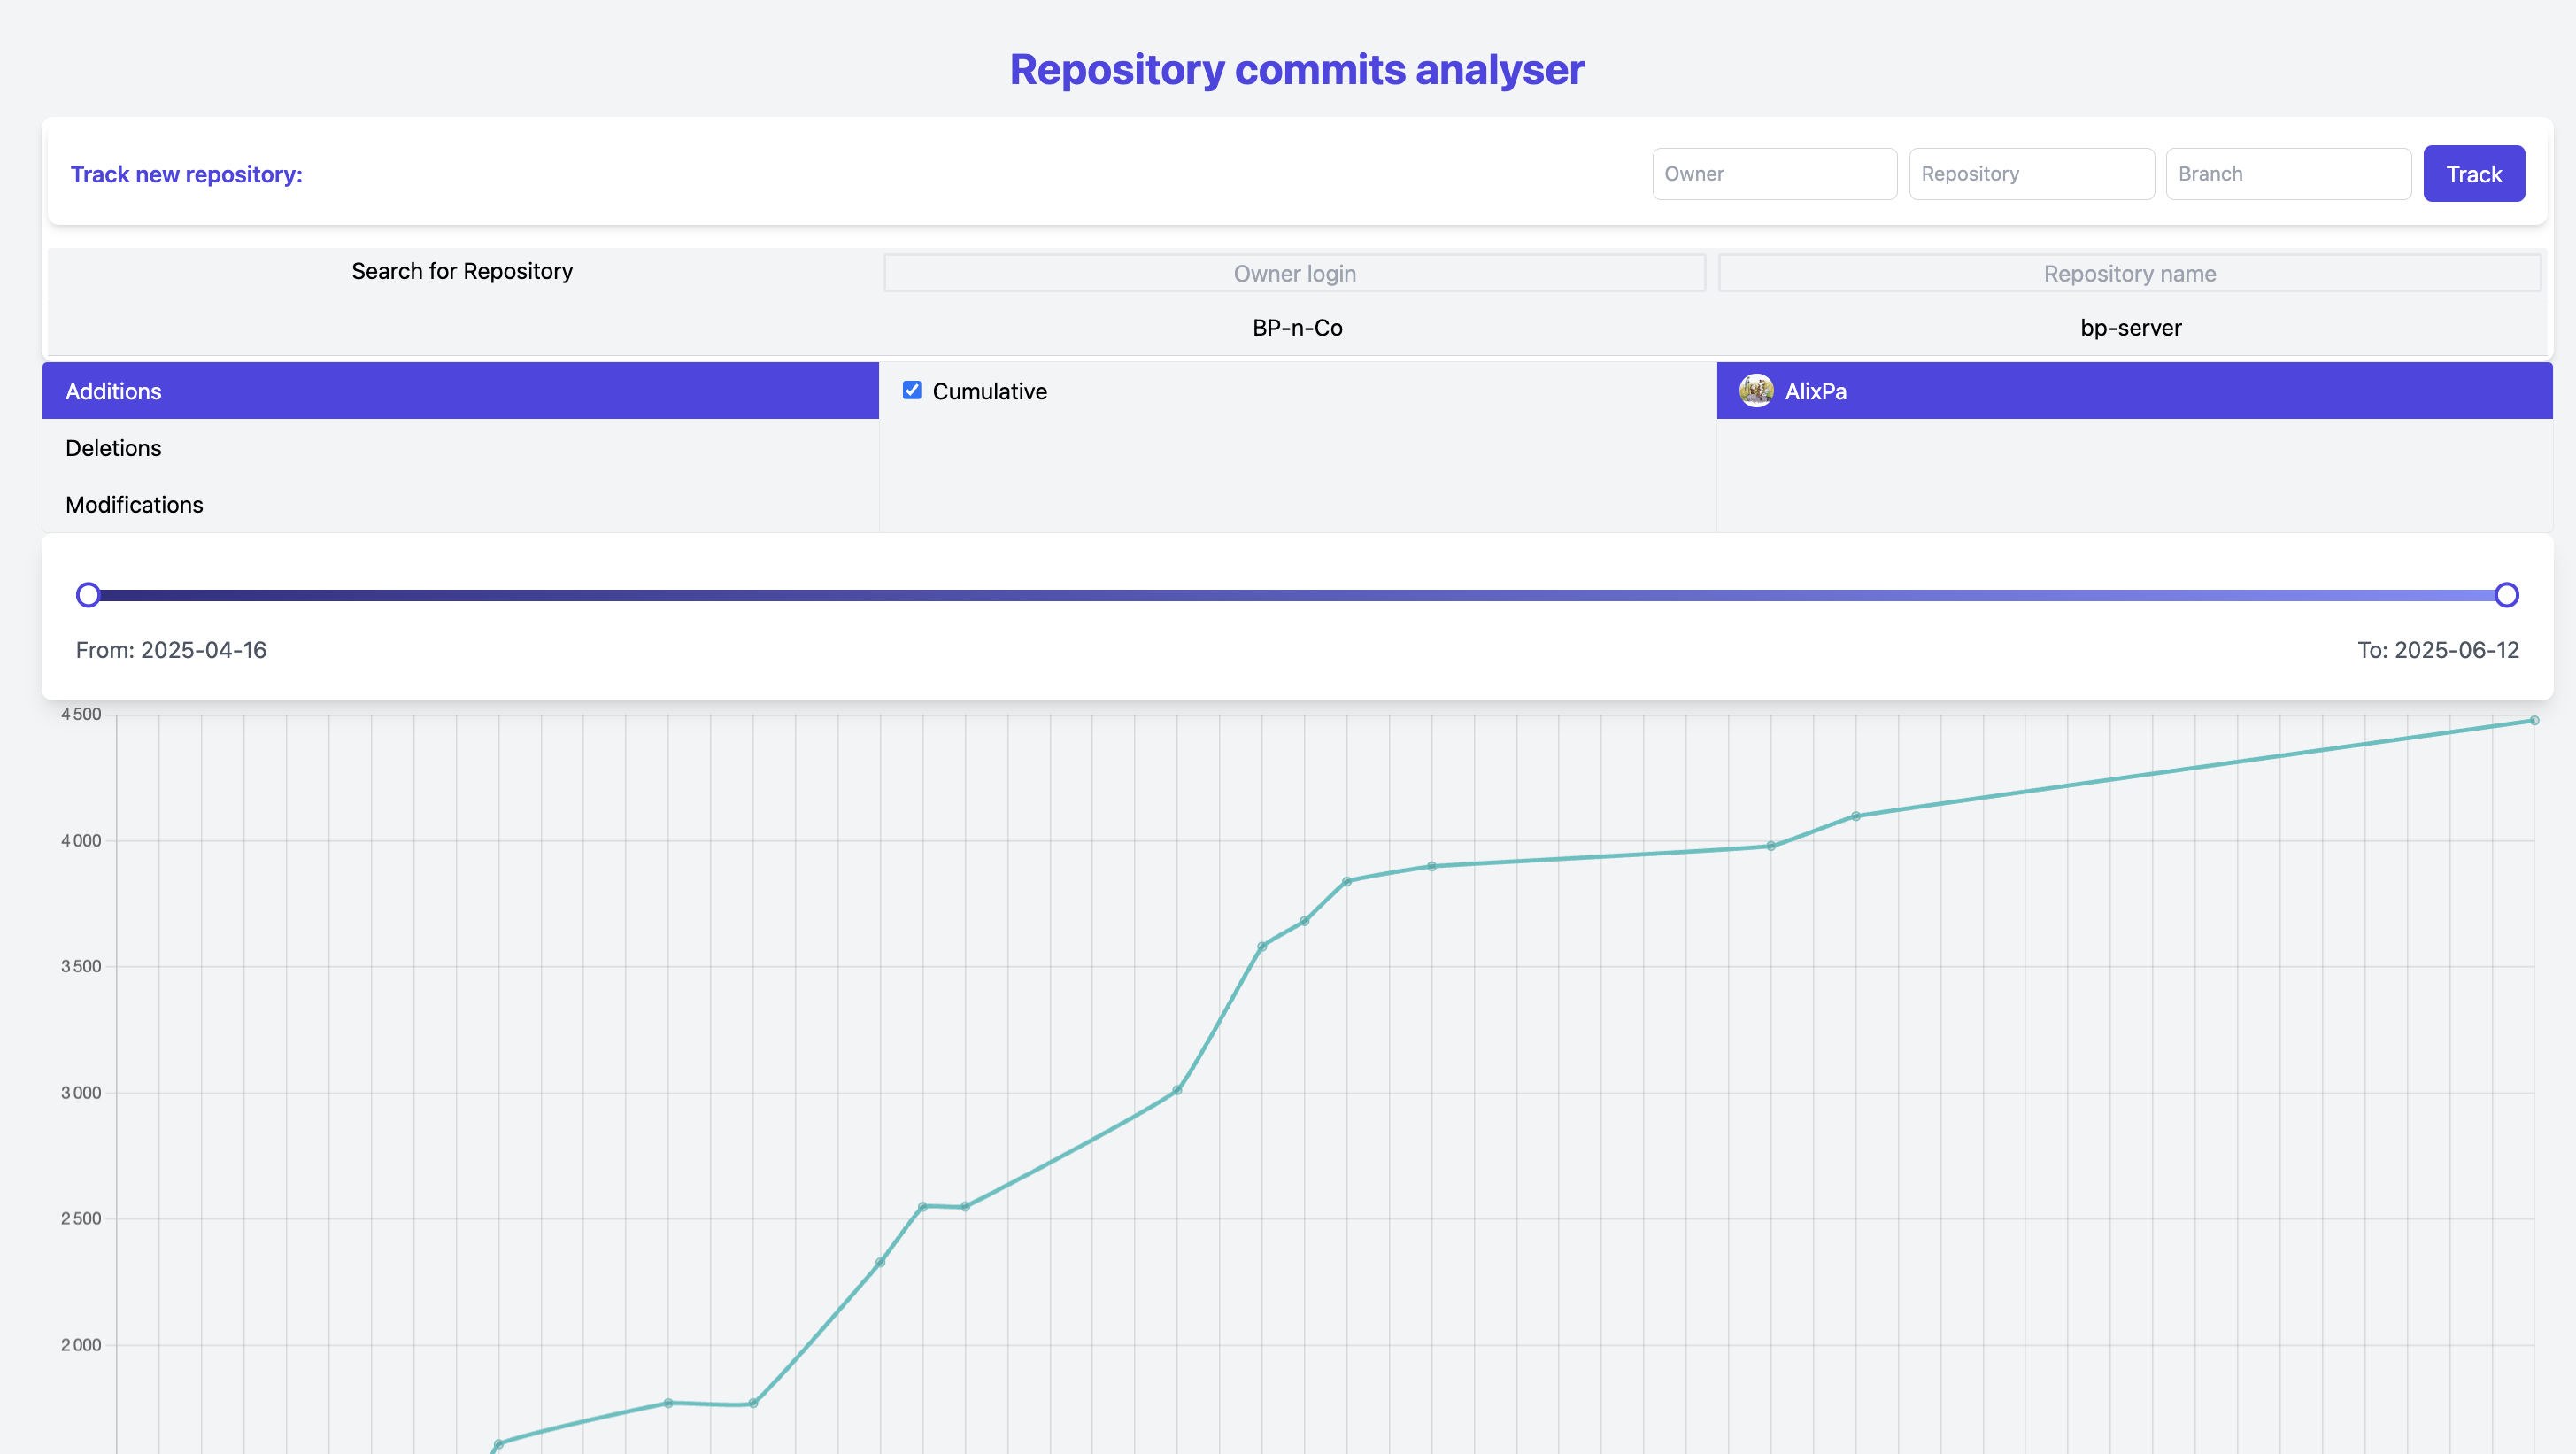 Repository commits analyser
Track new repository:
Owner
Repository
Branch
Track
Search for Repository
Owner login
Repository name
BP-n-Co
bp-server
Additions
Cumulative
AlixPa
Deletions
Modifications
From: 2025-04-16
To: 2025-06-12
4 500
4 000
3 500
3 000
2 500
2 000